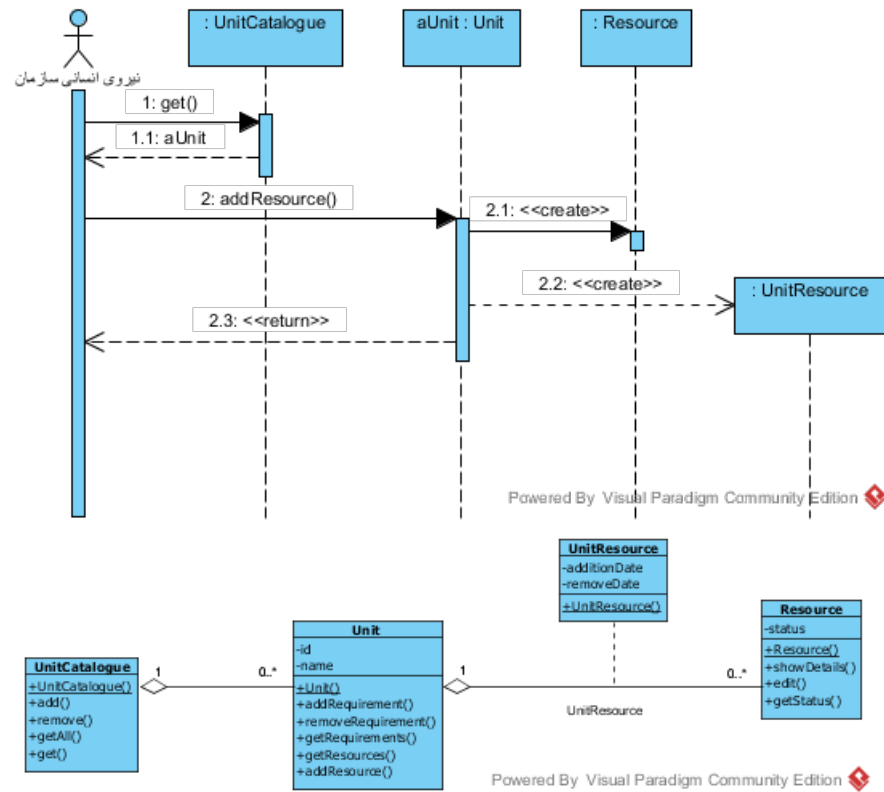 : UnitCatalogue
aUnit : Unit
: Resource
نیروی انسانی سازمان
1: get()
1.1: aUnit
2: addResource()
2.1: <<create>>
2.2: <<create>>
: UnitResource
2.3: <<return>>
Powered By Visual Paradigm Community Edition
UnitResource
-additionDate
-removeDate
+UnitResource()
Resource
-status
+Resource()
+showDetails()
+edit()
+getStatus()
Unit
-id
-name
+Unit()
+addRequirement()
+removeRequirement()
+getRequirements()
+getResources()
+addResource()
UnitCatalogue
+UnitCatalogue()
+add()
+remove()
+getAll()
+get()
1
0..*
1
0..*
UnitResource
Powered By Visual Paradigm Community Edition